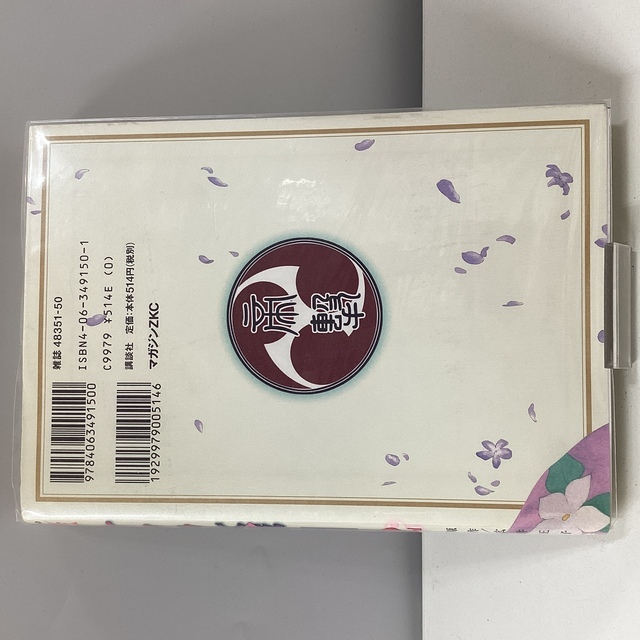 雑誌 48351-50
ISBN4-06-349150-1
C9979 ¥514E (0)
講談社 定価:本体514円(税別)
マガジンZKC
9784063491500
1929979005146